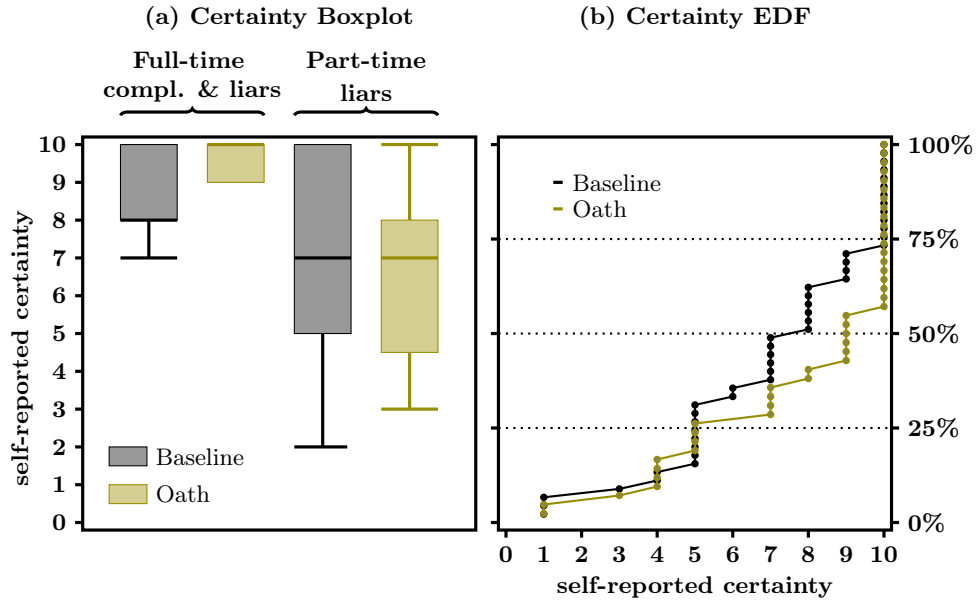 (a) Certainty Boxplot
Full-time
compl. & liars
Part-time
liars
self-reported certainty
10
9
8
7
6
5
4
3
2
1
0
Baseline
Oath
(b) Certainty EDF
Baseline
Oath
100%
75%
50%
25%
0%
0 1 2 3 4 5 6 7 8 9 10
self-reported certainty